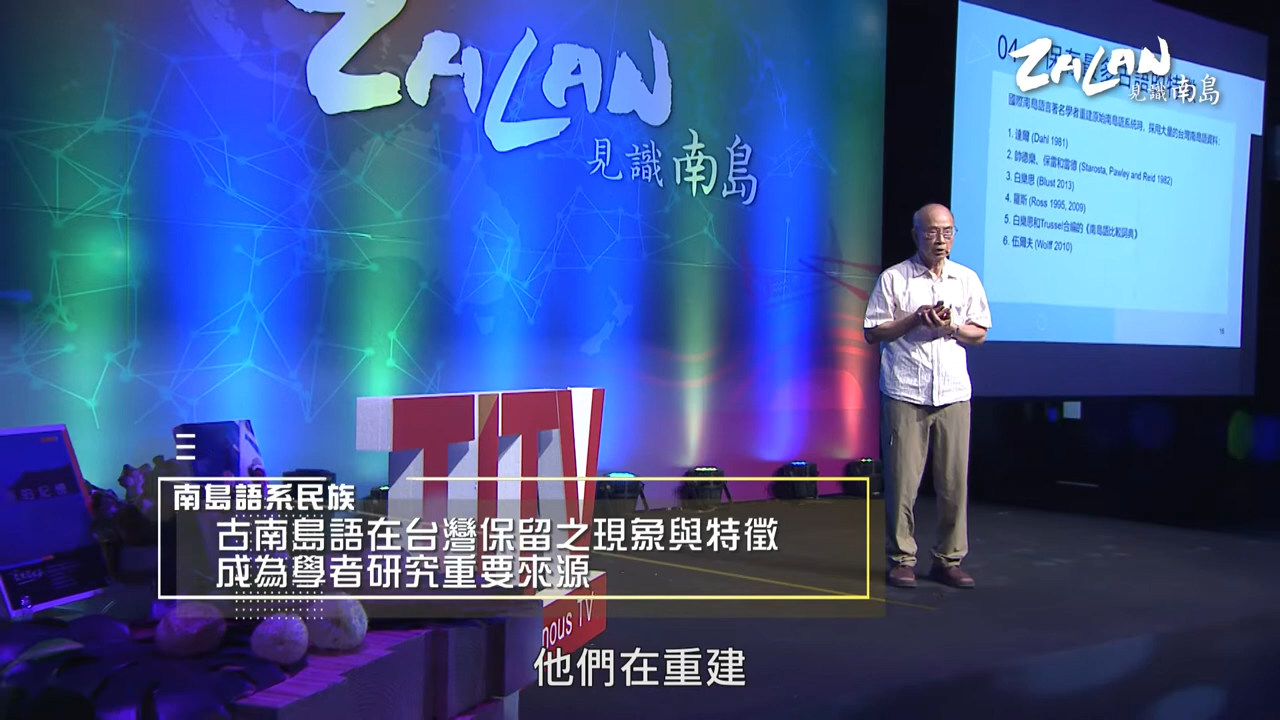 ZALAN
見識南島
ZALAN
見識南島
04
國際南島語言著名學者重建原始南島語系統時，採用大量的台灣南島語資料：
1. 達爾 (Dahl 1981)
2. 帥德樂、保雷和雷德 (Starosta, Pawley and Reid 1982)
3. 白樂思 (Blust 2013)
4. 羅斯 (Ross 1995, 2009)
5. 白樂思和Trussel合編的《南島語比較詞典》
6. 伍爾夫 (Wolff 2010)
TITV
nous TV
南島語系民族
古南島語在台灣保留之現象與特徵
成為學者研究重要來源
他們在重建